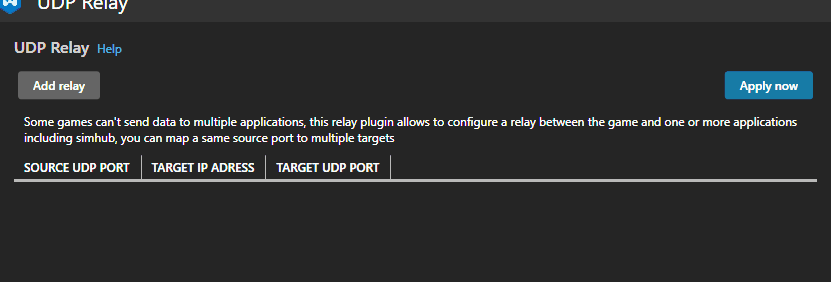 UDP Relay
UDP Relay Help
Add relay
Apply now
Some games can't send data to multiple applications, this relay plugin allows to configure a relay between the game and one or more applications
including simhub, you can map a same source port to multiple targets
SOURCE UDP PORT TARGET IP ADRESS TARGET UDP PORT